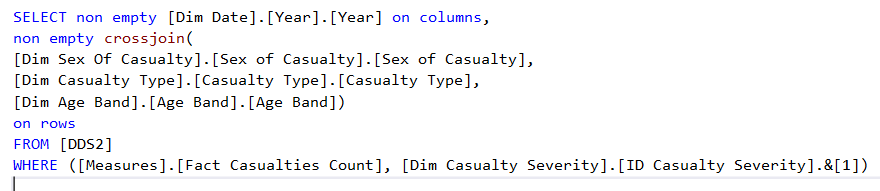 SELECT non empty [Dim Date].[Year].[Year] on columns,
non empty crossjoin(
[Dim Sex Of Casualty].[Sex of Casualty].[Sex of Casualty],
[Dim Casualty Type].[Casualty Type].[Casualty Type],
[Dim Age Band].[Age Band].[Age Band])
on rows
FROM [DDS2]
WHERE ([Measures].[Fact Casualties Count], [Dim Casualty Severity].[ID Casualty Severity].&[1])